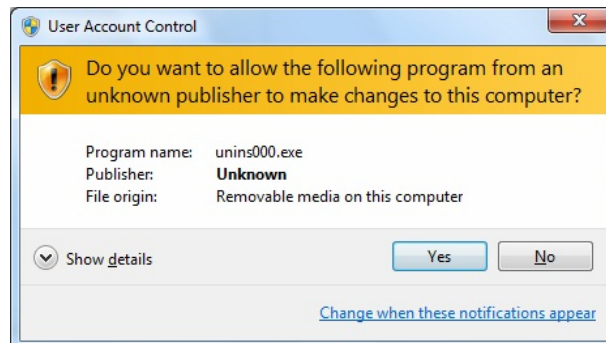 User Account Control
Do you want to allow the following program from an
unknown publisher to make changes to this computer?
Program name: unins000.exe
Publisher: Unknown
File origin: Removable media on this computer
Show details
Yes
No
Change when these notifications appear